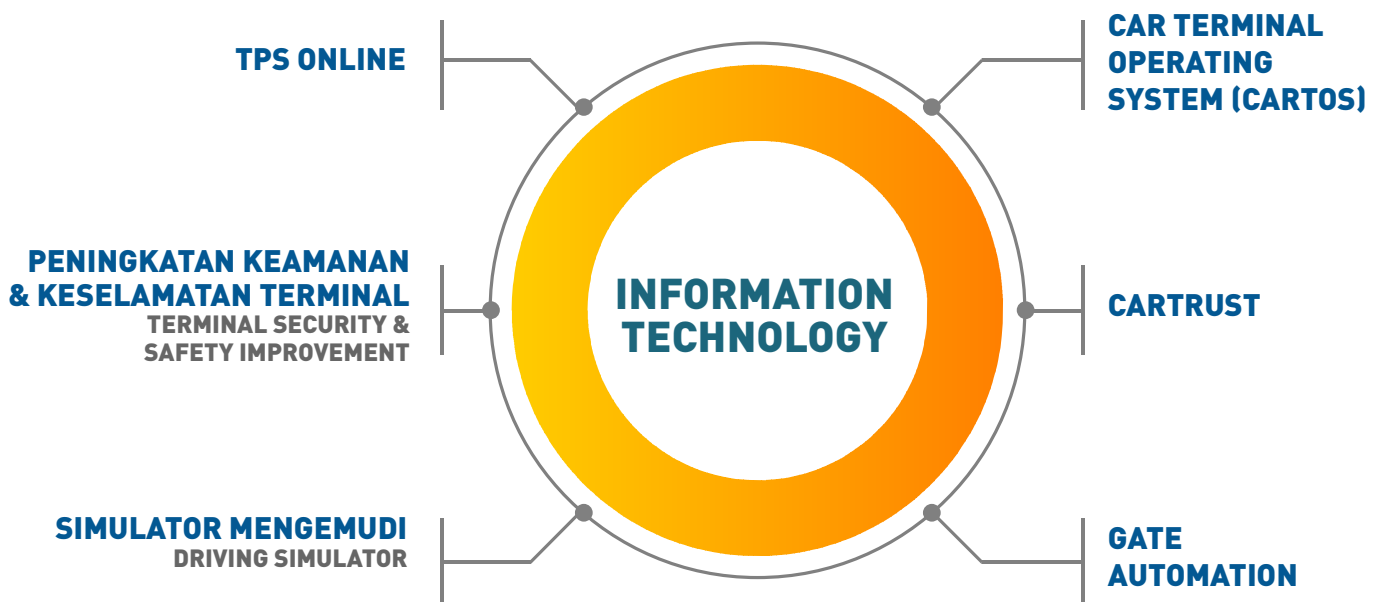 TPS ONLINE
CAR TERMINAL
OPERATING
SYSTEM (CARTOS)
PENINGKATAN KEAMANAN
& KESELAMATAN TERMINAL
TERMINAL SECURITY &
SAFETY IMPROVEMENT
INFORMATION
TECHNOLOGY
CARTRUST
SIMULATOR MENGEMUDI
DRIVING SIMULATOR
GATE
AUTOMATION